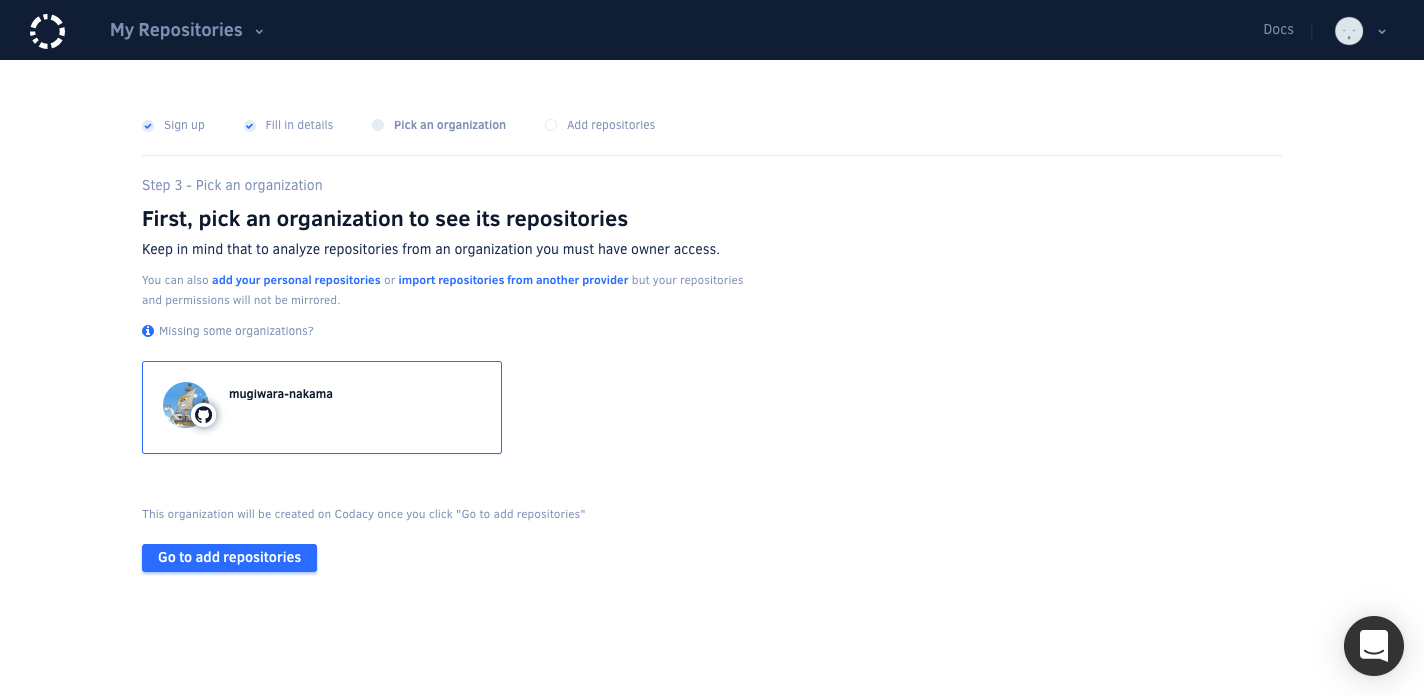 My Repositories
Docs
Sign up
Fill in details
Pick an organization
Add repositories
Step 3 - Pick an organization
First, pick an organization to see its repositories
Keep in mind that to analyze repositories from an organization you must have owner access.
You can also add your personal repositories or import repositories from another provider but your repositories
and permissions will not be mirrored.
Missing some organizations?
mugiwara-nakama
This organization will be created on Codacy once you click "Go to add repositories"
Go to add repositories